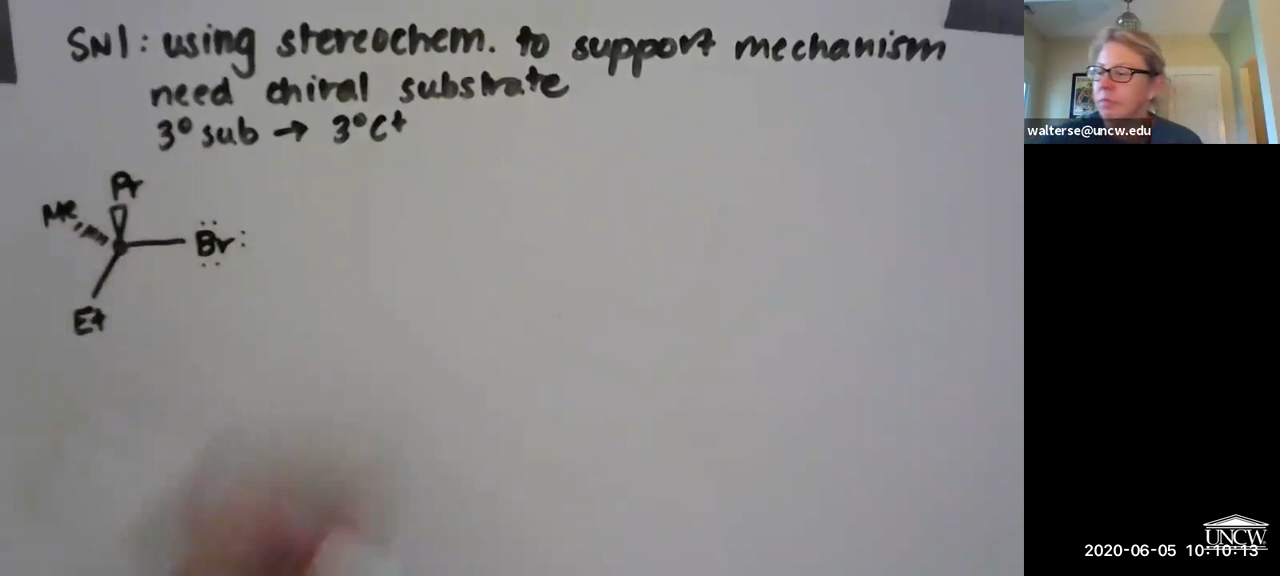 SN1: using stereochem. to support mechanism
need chiral substrate
3° sub → 3°C+
Pr
Me
Br
Et
walterse@uncw.edu
UNCW
2020-06-05 10:10:13